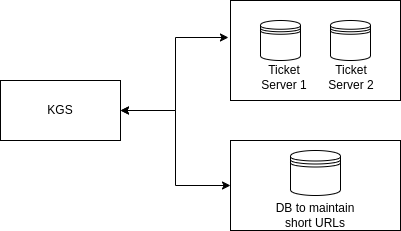 KGS
Ticket
Server 1
Ticket
Server 2
DB to maintain
short URLs